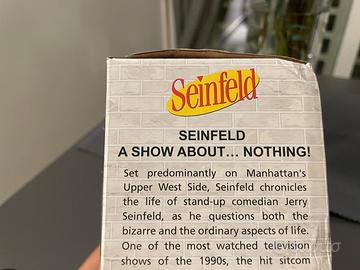 Seinfeld
SEINFELD
A SHOW ABOUT... NOTHING!
Set predominantly on Manhattan's
Upper West Side, Seinfeld chronicles
the life of stand-up comedian Jerry
Seinfeld, as he questions both the
bizarre and the ordinary aspects of life.
One of the most watched television
shows of the 1990s, the hit sitcom